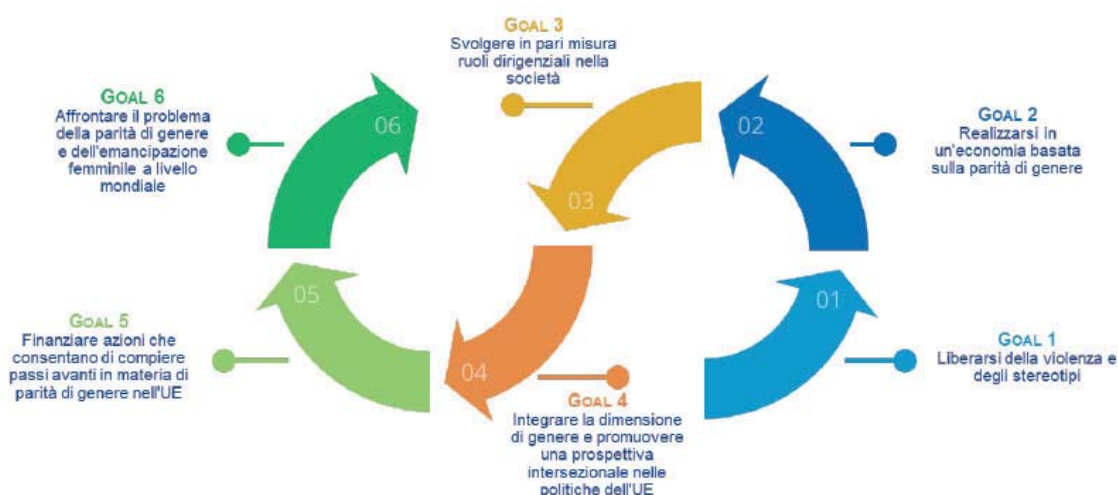 GOAL 3
Svolgere in pari misura
ruoli dirigenziali nella
società
GOAL 6
Affrontare il problema
della parità di genere
e dell'emancipazione
femminile a livello
mondiale
06
02
GOAL 2
Realizzarsi in
un'economia basata
sulla parità di genere
03
05
01
GOAL 5
Finanziare azioni che
consentano di compiere
passi avanti in materia di
parità di genere nell'UE
GOAL 1
Liberarsi della violenza e
degli stereotipi
04
GOAL 4
Integrare la dimensione
di genere e promuovere
una prospettiva
intersezionale nelle
politiche dell'UE